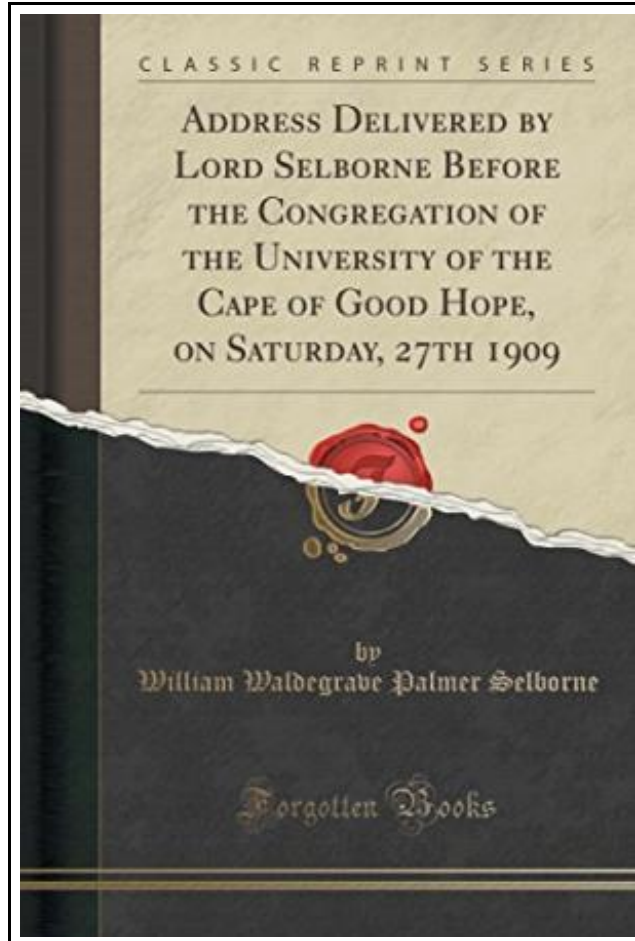 CLASSIC REPRINT SERIES
ADDRESS DELIVERED BY
LORD SELBORNE BEFORE
THE CONGREGATION OF
THE UNIVERSITY OF THE
CAPE OF GOOD HOPE,
ON SATURDAY, 27TH 1909
F
by
William Waldegrave Palmer Selborne
Forgotten Books